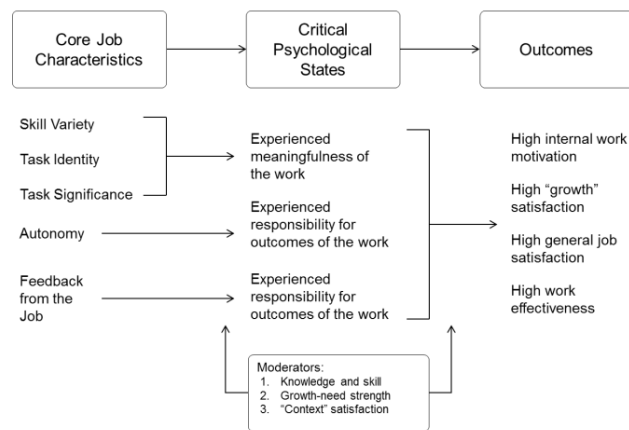 Core Job
Characteristics
Critical
Psychological
States
Outcomes
Skill Variety
Task Identity
Task Significance
Autonomy
Feedback
from the
Job
Experienced
meaningfulness of
the work
Experienced
responsibility for
outcomes of the work
Experienced
responsibility for
outcomes of the work
High internal work
motivation
High “growth”
satisfaction
High general job
satisfaction
High work
effectiveness
Moderators:
1. Knowledge and skill
2. Growth-need strength
3. “Context” satisfaction